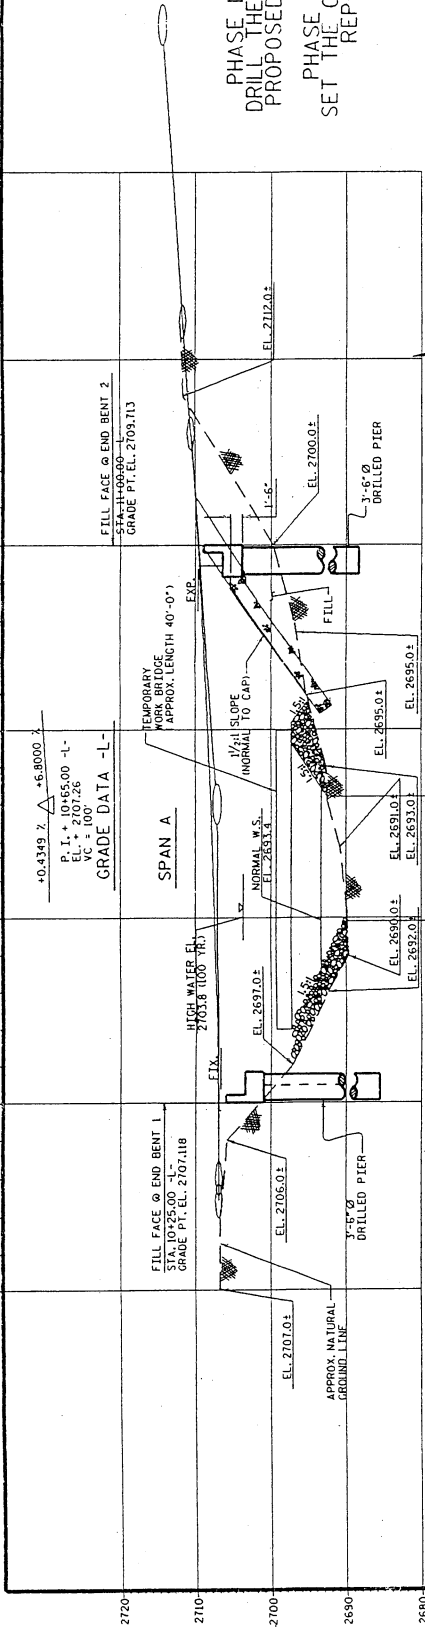 PHASE
DRILL THE
PROPOSED
PHASE
SET THE
REP
+0.4349 %
+6.8000 %
P.I. + 10+65.00 -L-
EL. + 2707.26
VC = 100'
GRADE DATA -L-
SPAN A
FILL FACE @ END BENT 1
STA. 10+25.00 -L-
GRADE PT. EL. 2707.118
FILL FACE @ END BENT 2
STA. 11+00.00 -L-
GRADE PT. EL. 2709.713
HIGH WATER EL.
2703.8 (100 YR.)
TEMPORARY
WORK BRIDGE
(APPROX. LENGTH 40'-0")
NORMAL W.S.
EL. 2693.4
1½:1 SLOPE
(NORMAL TO CAP)
FIX.
EXP.
1.5:1
1.5:1
1'-6"
FILL
EL. 2707.0±
APPROX. NATURAL
GROUND LINE
EL. 2706.0±
3'-6" Ø
DRILLED PIER
EL. 2697.0±
EL. 2690.0±
EL. 2692.0±
EL. 2691.0±
EL. 2693.0±
EL. 2695.0±
EL. 2695.0±
EL. 2700.0±
3'-6" Ø
DRILLED PIER
EL. 2712.0±
2720
2710
2700
2690
2680